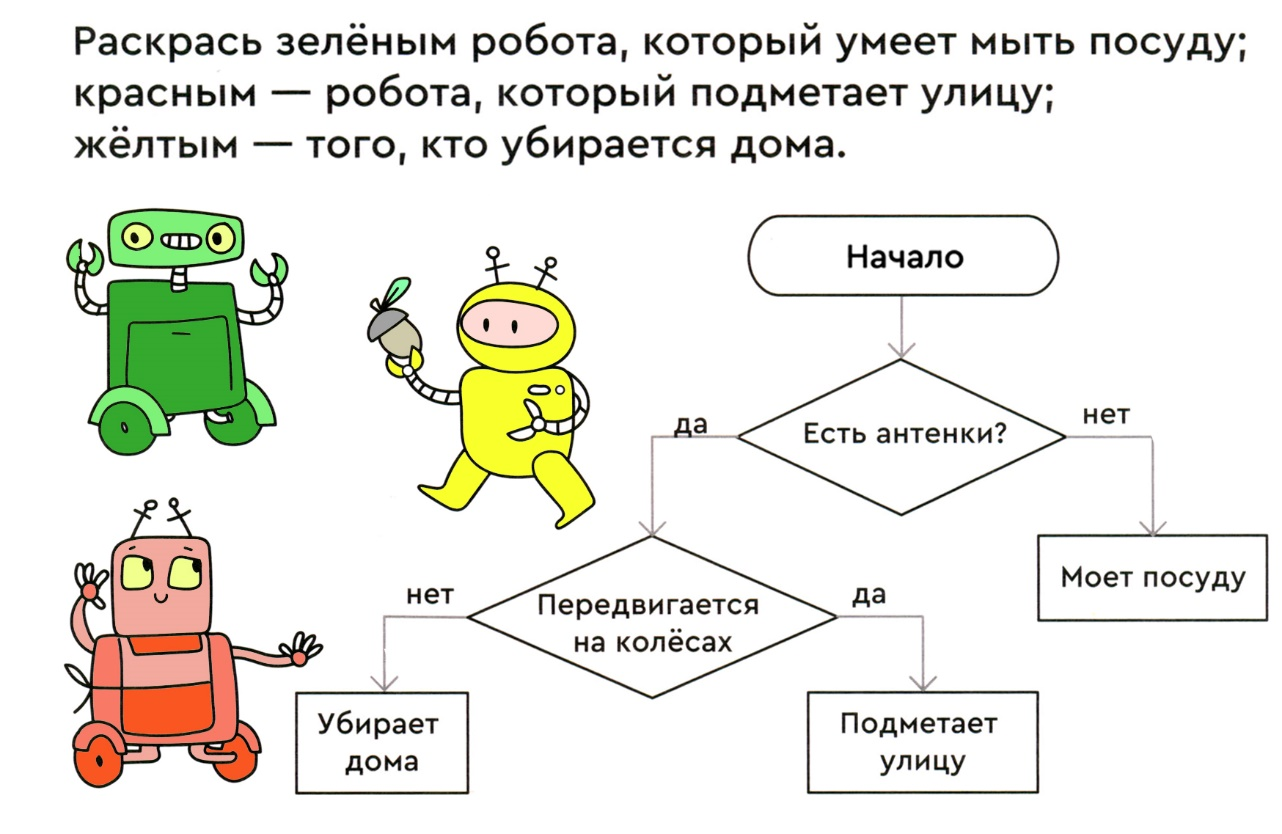 Раскрась зелёным робота, который умеет мыть посуду;
красным — робота, который подметает улицу;
жёлтым — того, кто убирается дома.
Начало
Есть антенки?
да
нет
Моет посуду
Передвигается
на колёсах
нет
да
Убирает
дома
Подметает
улицу